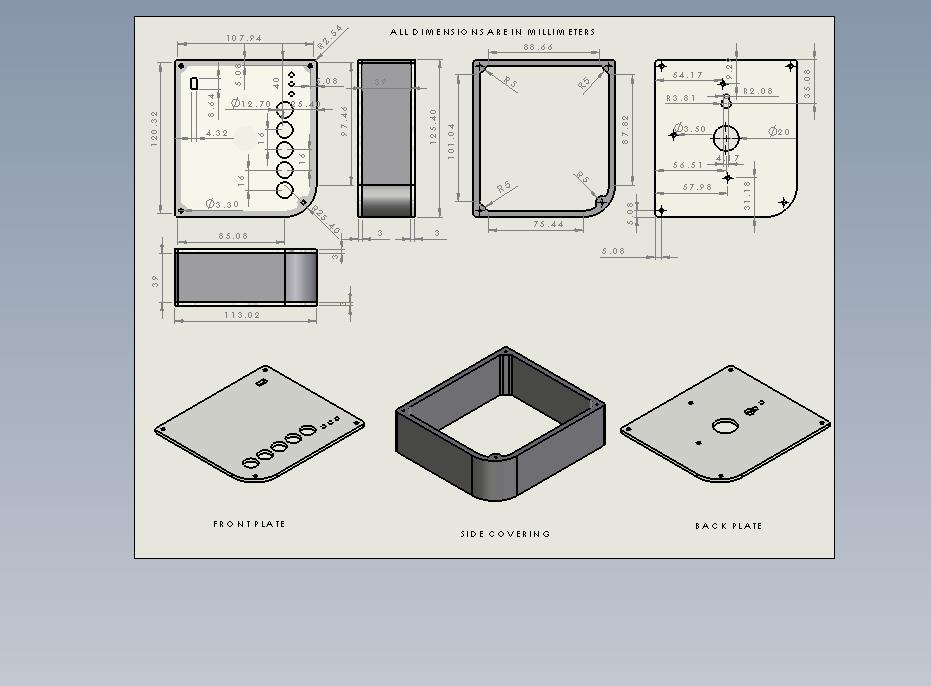 ALL DIMENSIONS ARE IN MILLIMETERS
107.94
R2.54
5.08
40
5.08
8.64
Ø12.70
25.40
120.32
4.32
16
16
16
Ø3.30
R25.40
85.08
39
97.46
125.40
3
3
88.66
R5
R5
101.04
87.82
R5
R5
75.44
5.08
5.08
54.17
R2.08
R3.81
35.08
Ø3.50
Ø20
56.51
57.98
31.18
39
3
113.02
FRONT PLATE
SIDE COVERING
BACK PLATE